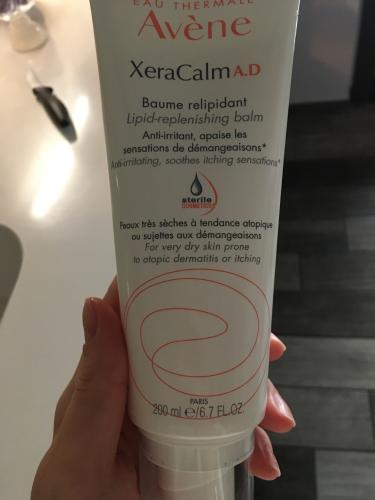 EAU THERMALE
Avène
XeraCalm A.D
Baume relipidant
Lipid-replenishing balm
Anti-irritant, apaise les
sensations de démangeaisons*
Anti-irritating, soothes itching sensations*
sterile
COSMETICS
Peaux très sèches à tendance atopique
ou sujettes aux démangeaisons
For very dry skin prone
to atopic dermatitis or itching
PARIS
200 ml e/6.7 FL.OZ.